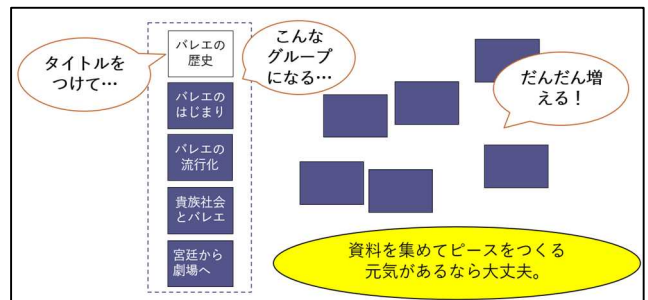 タイトルを
つけて…
バレエの
歴史
こんな
グループ
になる…
バレエの
はじまり
バレエの
流行化
貴族社会
とバレエ
宮廷から
劇場へ
だんだん増
える！
資料を集めてピースをつくる
元気があるなら大丈夫。